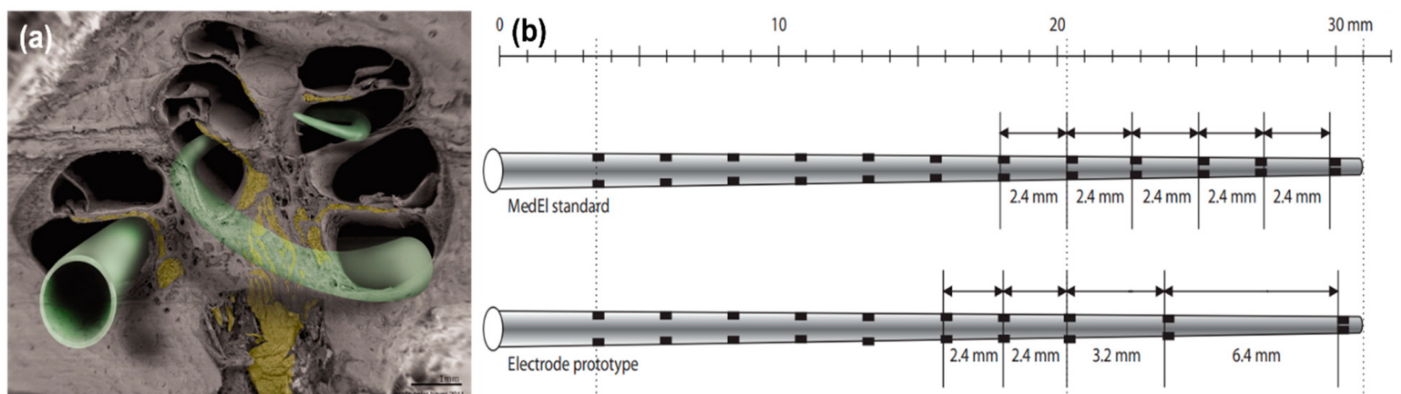 (a)
1mm
(b)
0 10 20 30 mm
2.4 mm 2.4 mm 2.4 mm 2.4 mm 2.4 mm
MedEl standard
2.4 mm 2.4 mm 3.2 mm 6.4 mm
Electrode prototype